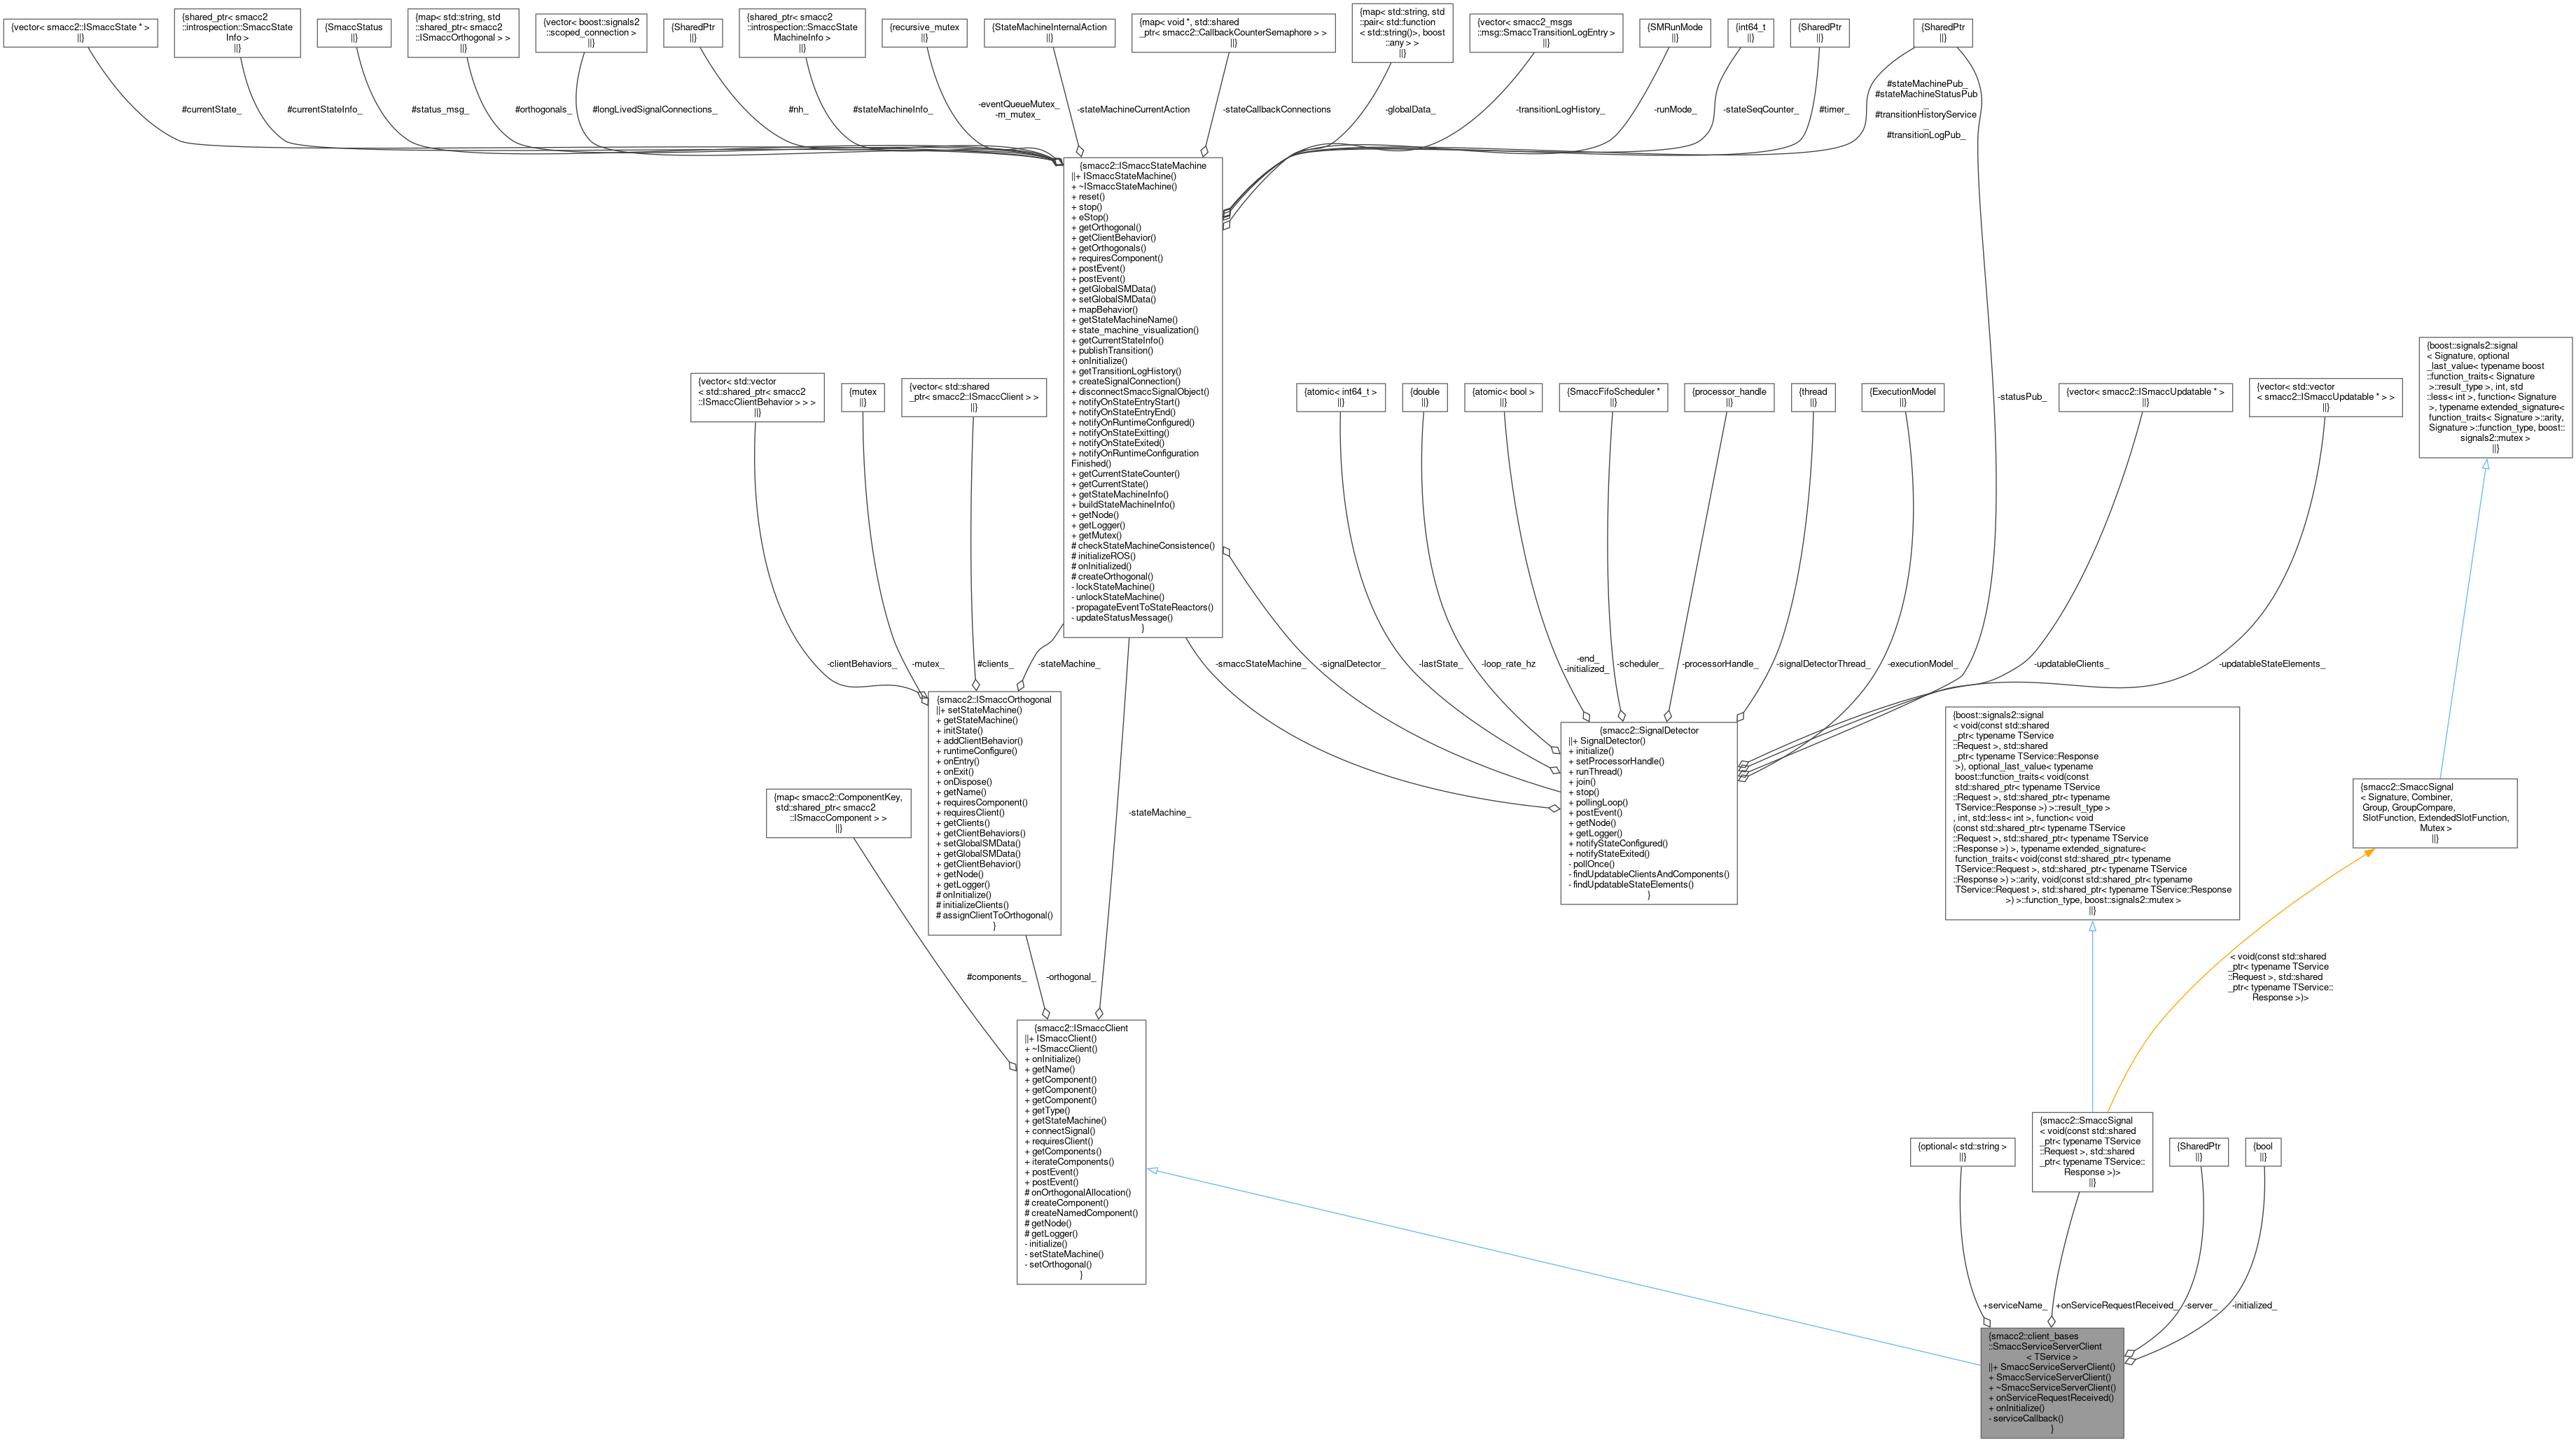 {vector< smacc2::ISmaccState * >
||}
{shared_ptr< smacc2
::introspection::SmaccState
Info >
||}
{SmaccStatus
||}
{map< std::string, std
::shared_ptr< smacc2
::ISmaccOrthogonal > >
||}
{vector< boost::signals2
::scoped_connection >
||}
{SharedPtr
||}
{shared_ptr< smacc2
::introspection::SmaccState
MachineInfo >
||}
{recursive_mutex
||}
{StateMachineInternalAction
||}
{map< void *, std::shared
_ptr< smacc2::CallbackCounterSemaphore > >
||}
{map< std::string, std
::pair< std::function
< std::string()>, boost
::any > >
||}
{vector< smacc2_msgs
::msg::SmaccTransitionLogEntry >
||}
{SMRunMode
||}
{int64_t
||}
{SharedPtr
||}
{SharedPtr
||}
#currentState_
#currentStateInfo_
#status_msg_
#orthogonals_
#longLivedSignalConnections_
#nh_
#stateMachineInfo_
-eventQueueMutex_
-m_mutex_
-stateMachineCurrentAction
-stateCallbackConnections
-globalData_
-transitionLogHistory_
-runMode_
-stateSeqCounter_
#timer_
#stateMachinePub_
#stateMachineStatusPub
_
#transitionHistoryService
_
#transitionLogPub_
{smacc2::ISmaccStateMachine
||+ ISmaccStateMachine()
+ ~ISmaccStateMachine()
+ reset()
+ stop()
+ eStop()
+ getOrthogonal()
+ getClientBehavior()
+ getOrthogonals()
+ requiresComponent()
+ postEvent()
+ postEvent()
+ getGlobalSMData()
+ setGlobalSMData()
+ mapBehavior()
+ getStateMachineName()
+ state_machine_visualization()
+ getCurrentStateInfo()
+ publishTransition()
+ onInitialize()
+ getTransitionLogHistory()
+ createSignalConnection()
+ disconnectSmaccSignalObject()
+ notifyOnStateEntryStart()
+ notifyOnStateEntryEnd()
+ notifyOnRuntimeConfigured()
+ notifyOnStateExitting()
+ notifyOnStateExited()
+ notifyOnRuntimeConfiguration
Finished()
+ getCurrentStateCounter()
+ getCurrentState()
+ getStateMachineInfo()
+ buildStateMachineInfo()
+ getNode()
+ getLogger()
+ getMutex()
# checkStateMachineConsistence()
# initializeROS()
# onInitialized()
# createOrthogonal()
- lockStateMachine()
- unlockStateMachine()
- propagateEventToStateReactors()
- updateStatusMessage()
}
{vector< std::vector
< std::shared_ptr< smacc2
::ISmaccClientBehavior > > >
||}
{mutex
||}
{vector< std::shared
_ptr< smacc2::ISmaccClient > >
||}
{atomic< int64_t >
||}
{double
||}
{atomic< bool >
||}
{SmaccFifoScheduler *
||}
{processor_handle
||}
{thread
||}
{ExecutionModel
||}
-statusPub_
{vector< smacc2::ISmaccUpdatable * >
||}
{vector< std::vector
< smacc2::ISmaccUpdatable * > >
||}
{boost::signals2::signal
< Signature, optional
_last_value< typename boost
::function_traits< Signature
>::result_type >, int, std
::less< int >, function< Signature
>, typename extended_signature<
function_traits< Signature >::arity,
Signature >::function_type, boost::
signals2::mutex >
||}
-clientBehaviors_
-mutex_
#clients_
-stateMachine_
-smaccStateMachine_
-signalDetector_
-lastState_
-loop_rate_hz
-end_
-initialized_
-scheduler_
-processorHandle_
-signalDetectorThread_
-executionModel_
-updatableClients_
-updatableStateElements_
{smacc2::ISmaccOrthogonal
||+ setStateMachine()
+ getStateMachine()
+ initState()
+ addClientBehavior()
+ runtimeConfigure()
+ onEntry()
+ onExit()
+ onDispose()
+ getName()
+ requiresComponent()
+ requiresClient()
+ getClients()
+ getClientBehaviors()
+ setGlobalSMData()
+ getGlobalSMData()
+ getClientBehavior()
+ getNode()
+ getLogger()
# onInitialize()
# initializeClients()
# assignClientToOrthogonal()
}
{smacc2::SignalDetector
||+ SignalDetector()
+ initialize()
+ setProcessorHandle()
+ runThread()
+ join()
+ stop()
+ pollingLoop()
+ postEvent()
+ getNode()
+ getLogger()
+ notifyStateConfigured()
+ notifyStateExited()
- pollOnce()
- findUpdatableClientsAndComponents()
- findUpdatableStateElements()
}
{boost::signals2::signal
< void(const std::shared
_ptr< typename TService
::Request >, std::shared
_ptr< typename TService::Response
>), optional_last_value< typename
boost::function_traits< void(const
std::shared_ptr< typename TService
::Request >, std::shared_ptr< typename
TService::Response >) >::result_type >
, int, std::less< int >, function< void
(const std::shared_ptr< typename TService
::Request >, std::shared_ptr< typename TService
::Response >) >, typename extended_signature<
function_traits< void(const std::shared_ptr< typename
TService::Request >, std::shared_ptr< typename TService
::Response >) >::arity, void(const std::shared_ptr< typename
TService::Request >, std::shared_ptr< typename TService::Response
>) >::function_type, boost::signals2::mutex >
||}
{smacc2::SmaccSignal
< Signature, Combiner,
Group, GroupCompare,
SlotFunction, ExtendedSlotFunction,
Mutex >
||}
{map< smacc2::ComponentKey,
std::shared_ptr< smacc2
::ISmaccComponent > >
||}
-stateMachine_
#components_
-orthogonal_
< void(const std::shared
_ptr< typename TService
::Request >, std::shared
_ptr< typename TService::
Response >)>
{smacc2::ISmaccClient
||+ ISmaccClient()
+ ~ISmaccClient()
+ onInitialize()
+ getName()
+ getComponent()
+ getComponent()
+ getComponent()
+ getType()
+ getStateMachine()
+ connectSignal()
+ requiresClient()
+ getComponents()
+ iterateComponents()
+ postEvent()
+ postEvent()
# onOrthogonalAllocation()
# createComponent()
# createNamedComponent()
# getNode()
# getLogger()
- initialize()
- setStateMachine()
- setOrthogonal()
}
{optional< std::string >
||}
{smacc2::SmaccSignal
< void(const std::shared
_ptr< typename TService
::Request >, std::shared
_ptr< typename TService::
Response >)>
||}
{SharedPtr
||}
{bool
||}
+serviceName_
+onServiceRequestReceived_
-server_
-initialized_
{smacc2::client_bases
::SmaccServiceServerClient
< TService >
||+ SmaccServiceServerClient()
+ SmaccServiceServerClient()
+ ~SmaccServiceServerClient()
+ onServiceRequestReceived()
+ onInitialize()
- serviceCallback()
}